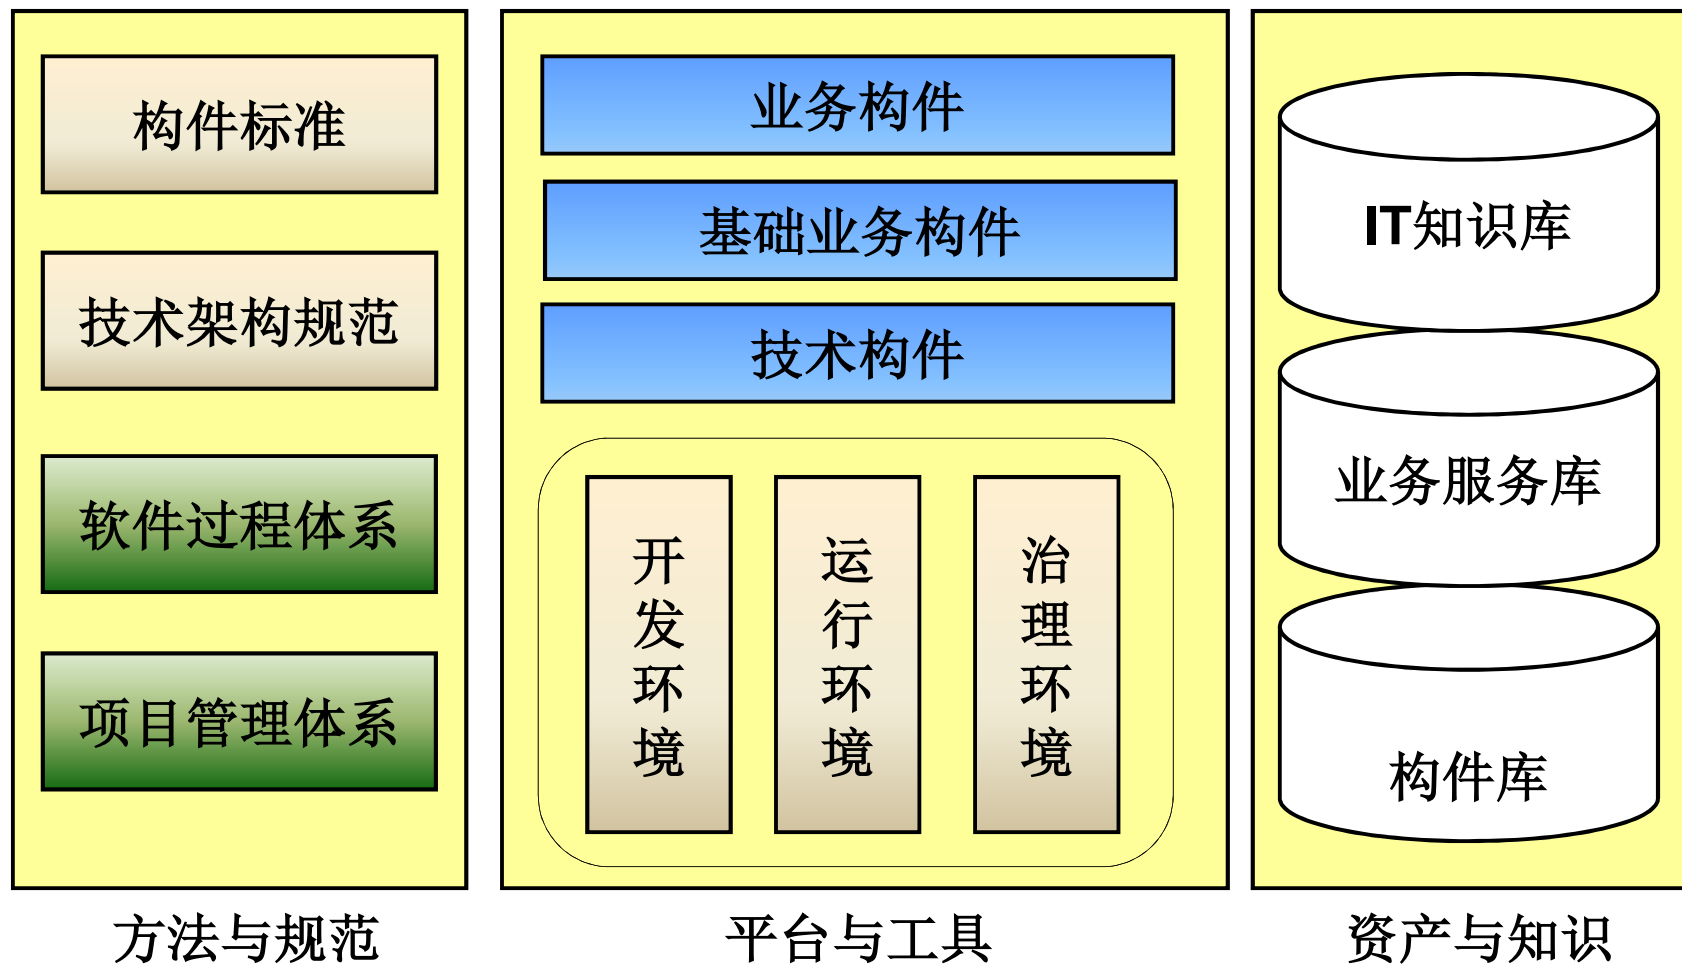 构件标准
技术架构规范
软件过程体系
项目管理体系
方法与规范
业务构件
基础业务构件
技术构件
开发环境
运行环境
治理环境
平台与工具
IT知识库
业务服务库
构件库
资产与知识